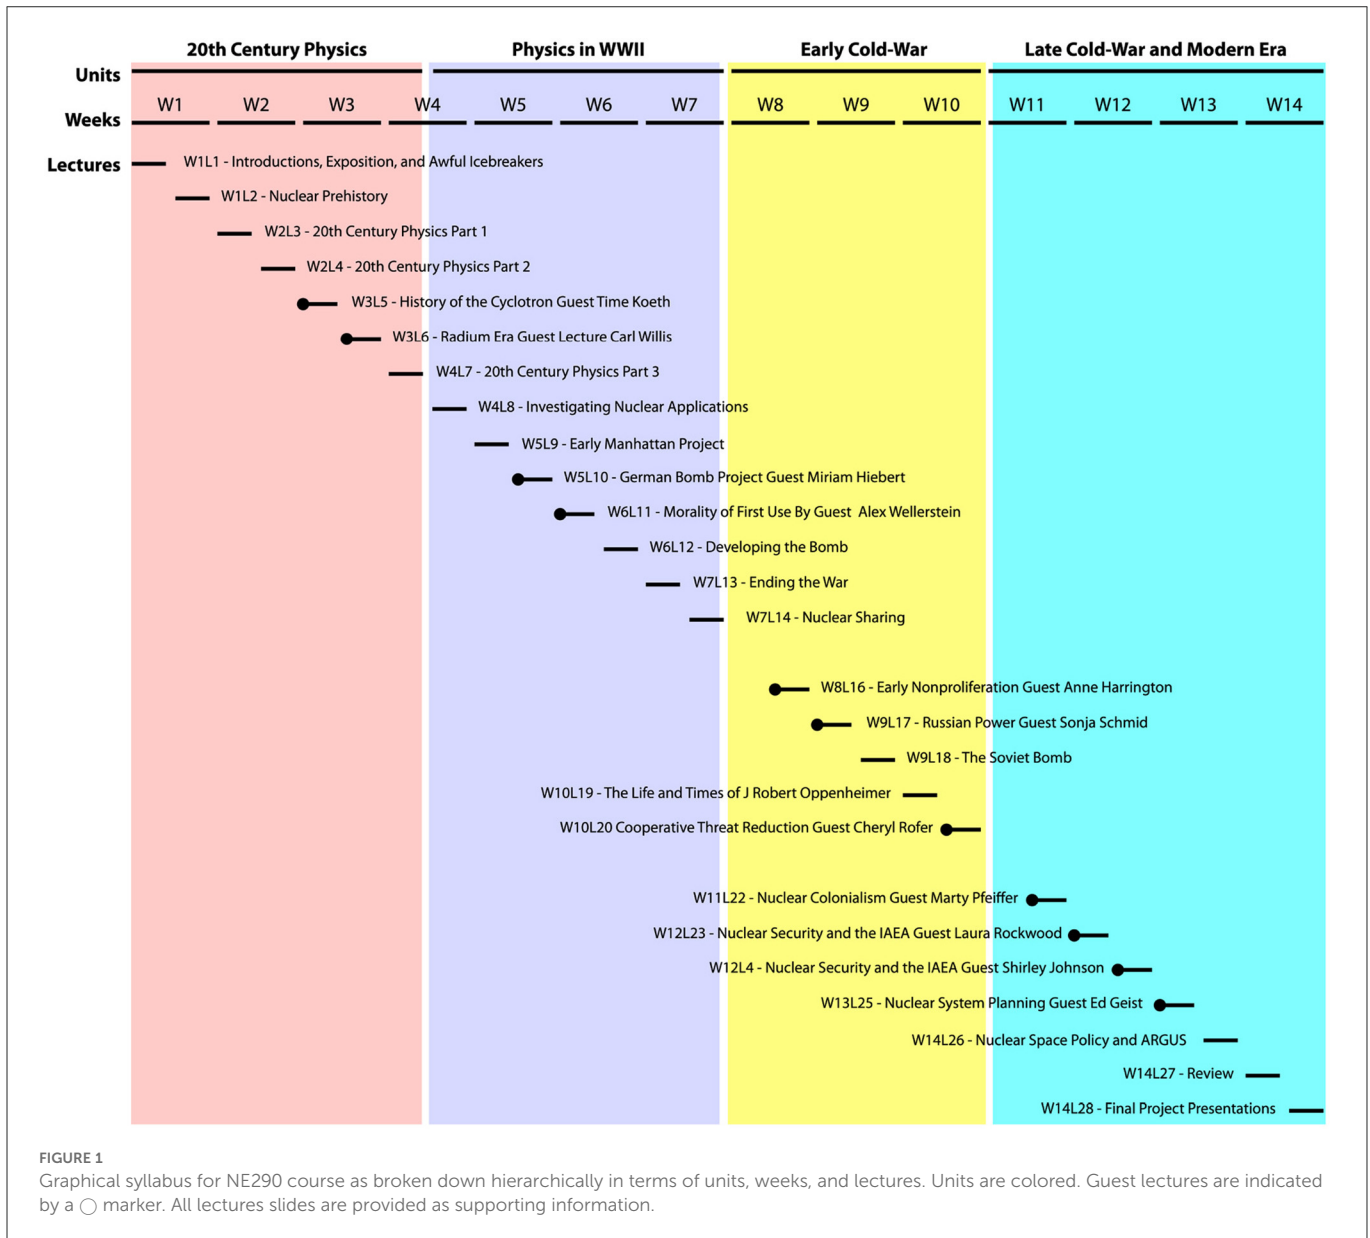 20th Century Physics Physics in WWII Early Cold-War Late Cold-War and Modern Era
Units
W1 W2 W3 W4 W5 W6 W7 W8 W9 W10 W11 W12 W13 W14
Weeks
Lectures W1L1 - Introductions, Exposition, and Awful Icebreakers
W1L2 - Nuclear Prehistory
W2L3 - 20th Century Physics Part 1
W2L4 - 20th Century Physics Part 2
W3L5 - History of the Cyclotron Guest Time Koeth
W3L6 - Radium Era Guest Lecture Carl Willis
W4L7 - 20th Century Physics Part 3
W4L8 - Investigating Nuclear Applications
W5L9 - Early Manhattan Project
W5L10 - German Bomb Project Guest Miriam Hiebert
W6L11 - Morality of First Use By Guest Alex Wellerstein
W6L12 - Developing the Bomb
W7L13 - Ending the War
W7L14 - Nuclear Sharing
W8L16 - Early Nonproliferation Guest Anne Harrington
W9L17 - Russian Power Guest Sonja Schmid
W9L18 - The Soviet Bomb
W10L19 - The Life and Times of J Robert Oppenheimer
W10L20 Cooperative Threat Reduction Guest Cheryl Rofer
W11L22 - Nuclear Colonialism Guest Marty Pfeiffer
W12L23 - Nuclear Security and the IAEA Guest Laura Rockwood
W12L4 - Nuclear Security and the IAEA Guest Shirley Johnson
W13L25 - Nuclear System Planning Guest Ed Geist
W14L26 - Nuclear Space Policy and ARGUS
W14L27 - Review
W14L28 - Final Project Presentations
FIGURE 1
Graphical syllabus for NE290 course as broken down hierarchically in terms of units, weeks, and lectures. Units are colored. Guest lectures are indicated
by a ◯ marker. All lectures slides are provided as supporting information.